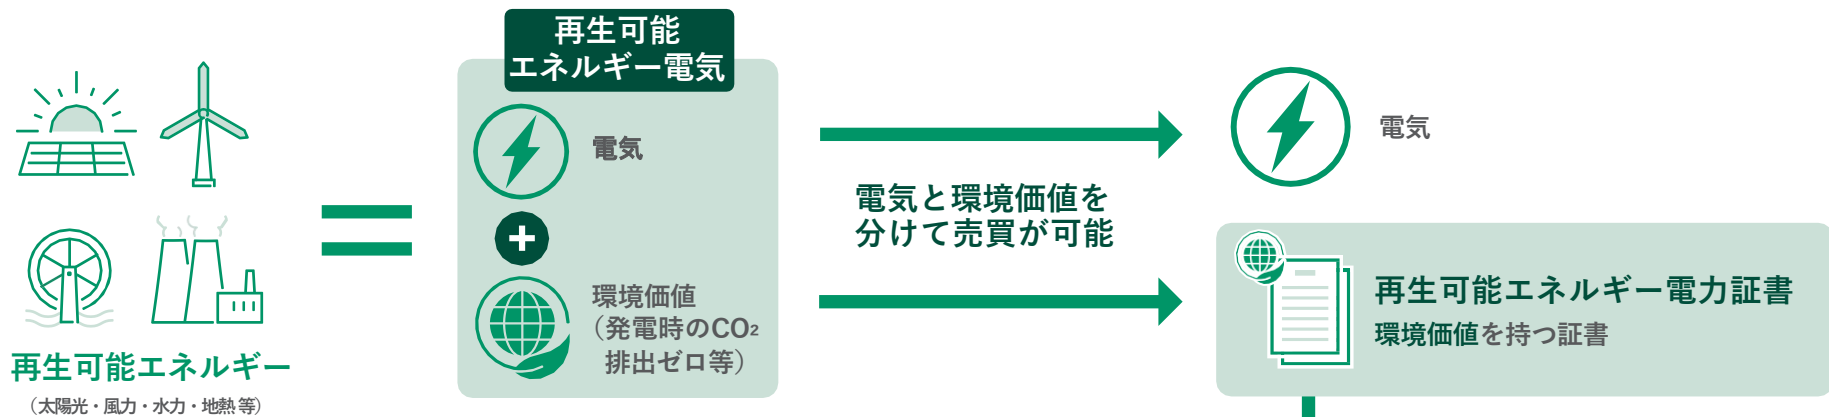 再生可能エネルギー
（太陽光・風力・水力・地熱 等）
再生可能
エネルギー電気
電気
環境価値
（発電時のCO2
排出ゼロ等）
電気と環境価値を
分けて売買が可能
電気
再生可能エネルギー電力証書
環境価値を持つ証書